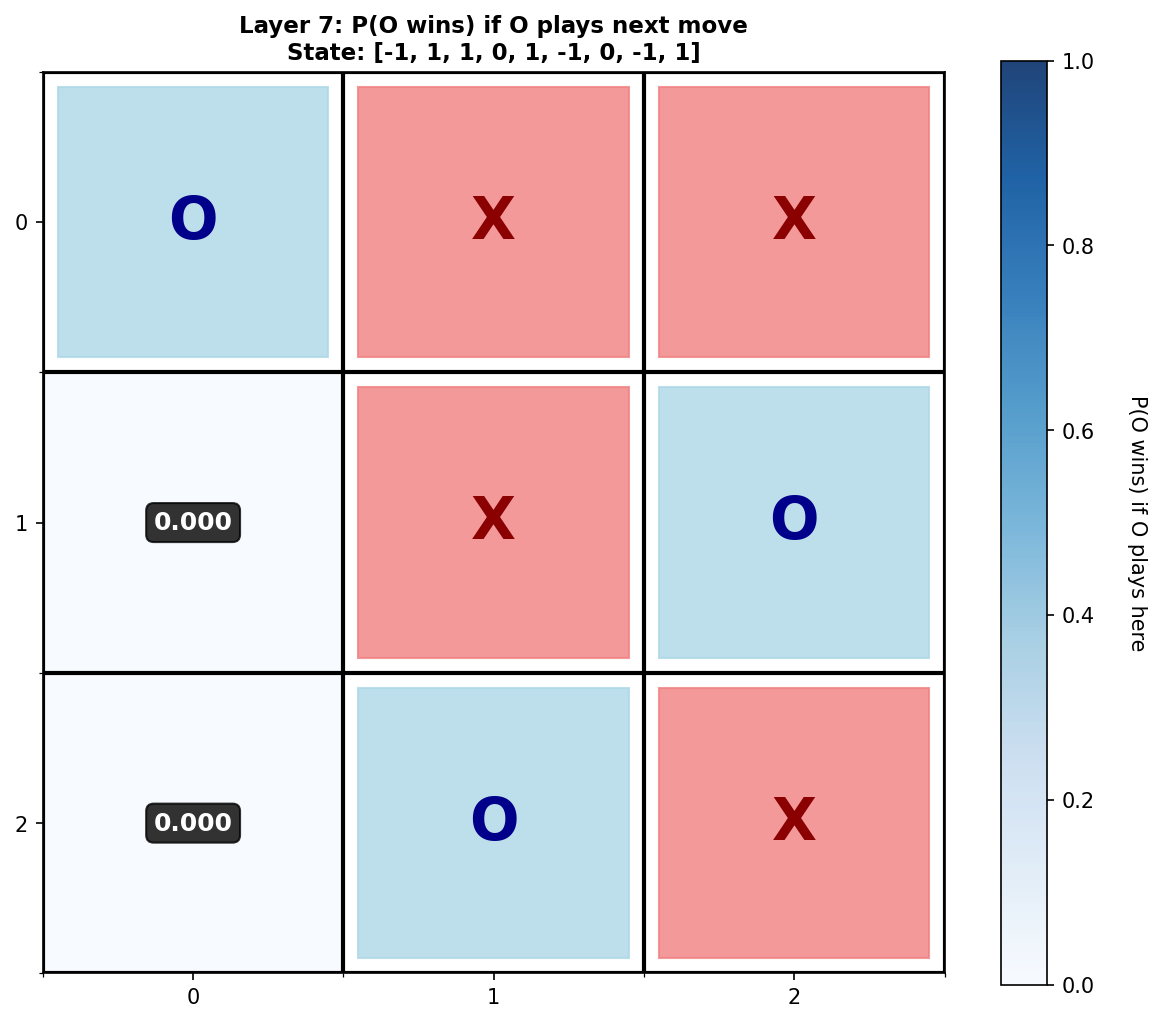 Layer 7: P(O wins) if O plays next move
State: [-1, 1, 1, 0, 1, -1, 0, -1, 1]
0 O X X
1 0.000 X O
2 0.000 O X
0 1 2
1.0
0.8
0.6
0.4
0.2
0.0
P(O wins) if O plays here